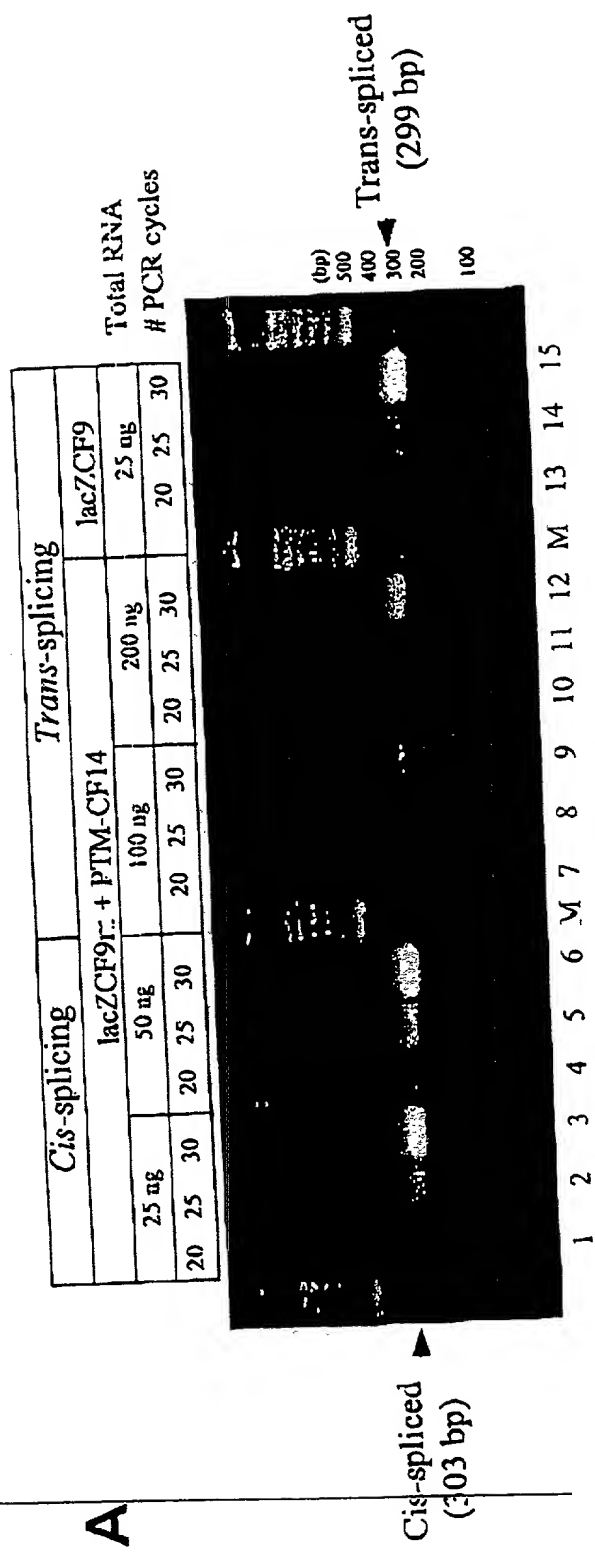 A
Cis-splicing Trans-splicing
lacZCF9m + PTM-CF14 lacZCF9
25 ng 50 ng 100 ng 200 ng 25 ng Total RNA
20 25 30 20 25 30 20 25 30 20 25 30 20 25 30 # PCR cycles
(bp)
500
400
300
200
100
Cis-spliced
(303 bp)
Trans-spliced
(299 bp)
1 2 3 4 5 6 M 7 8 9 10 11 12 M 13 14 15